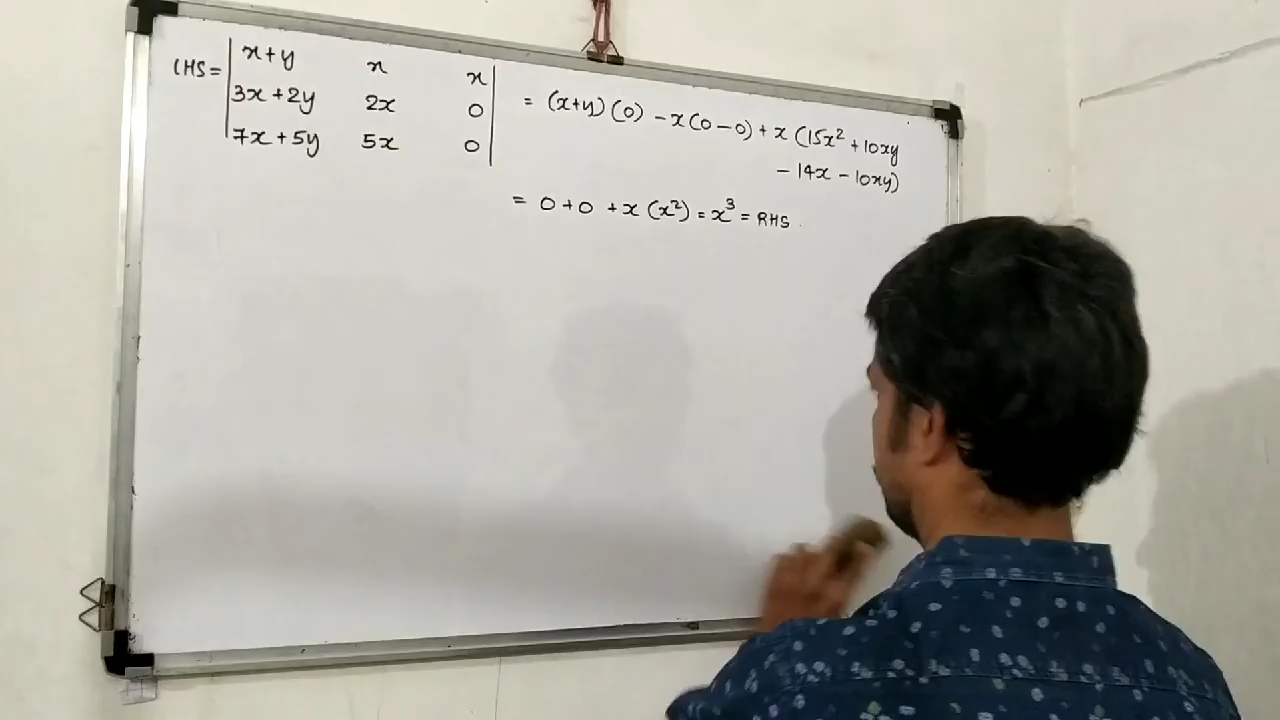 LHS = | x+y x x |
| 3x+2y 2x 0 |
| 7x+5y 5x 0 |
= (x+y)(0) - x(0-0) + x(15x² + 10xy
- 14x - 10xy)
= 0+0 + x(x²) = x³ = RHS.